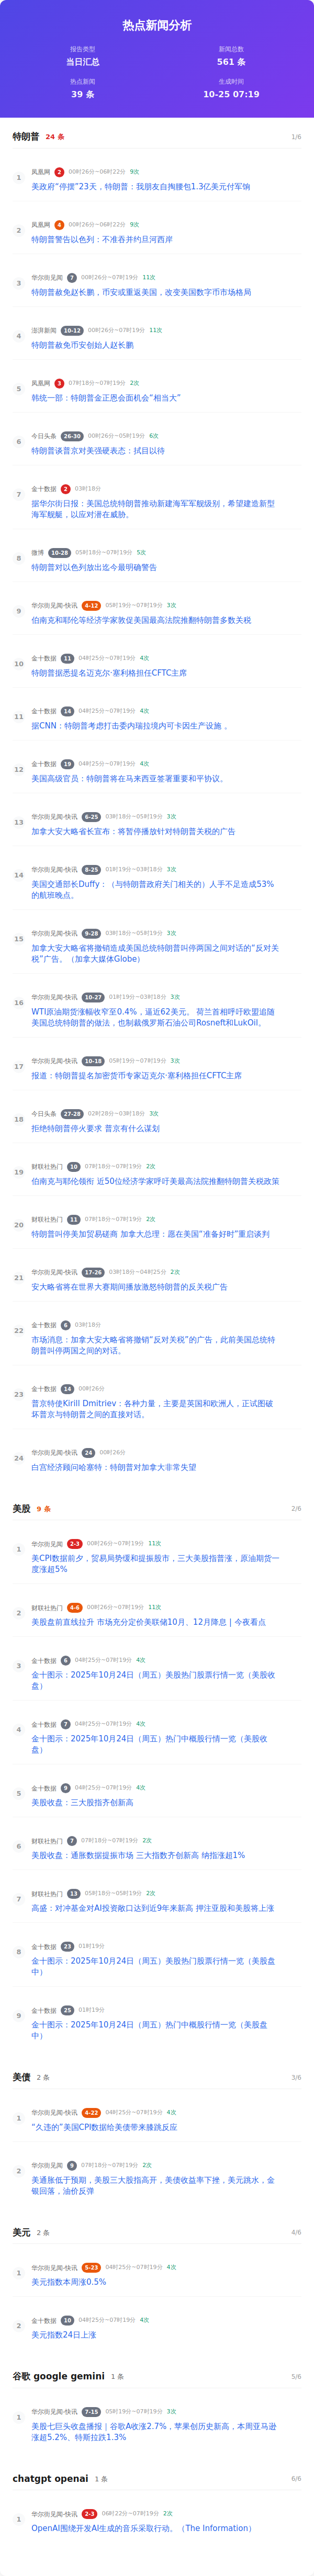 热点新闻分析
报告类型
当日汇总
新闻总数
561 条
热点新闻
39 条
生成时间
10-25 07:19
特朗普 24 条 1/6
1
凤凰网 2 00时26分~06时22分 9次
美政府“停摆”23天，特朗普：我朋友自掏腰包1.3亿美元付军饷
2
凤凰网 4 00时26分~06时22分 9次
特朗普警告以色列：不准吞并约旦河西岸
3
华尔街见闻 7 00时26分~07时19分 11次
特朗普赦免赵长鹏，币安或重返美国，改变美国数字货币市场格局
4
澎湃新闻 10-12 00时26分~07时19分 11次
特朗普赦免币安创始人赵长鹏
5
凤凰网 3 07时18分~07时19分 2次
韩统一部：特朗普金正恩会面机会“相当大”
6
今日头条 26-30 00时26分~05时19分 6次
特朗普谈普京对美强硬表态：拭目以待
7
金十数据 2 03时18分
据华尔街日报：美国总统特朗普推动新建海军军舰级别，希望建造新型
海军舰艇，以应对潜在威胁。
8
微博 10-28 05时18分~07时19分 5次
特朗普对以色列放出迄今最明确警告
9
华尔街见闻-快讯 4-12 05时19分~07时19分 3次
伯南克和耶伦等经济学家敦促美国最高法院推翻特朗普多数关税
10
金十数据 11 04时25分~07时19分 4次
特朗普据悉提名迈克尔·塞利格担任CFTC主席
11
金十数据 14 04时25分~07时19分 4次
据CNN：特朗普考虑打击委内瑞拉境内可卡因生产设施 。
12
金十数据 19 04时25分~07时19分 4次
美国高级官员：特朗普将在马来西亚签署重要和平协议。
13
华尔街见闻-快讯 6-25 03时18分~05时19分 3次
加拿大安大略省长宣布：将暂停播放针对特朗普关税的广告
14
华尔街见闻-快讯 8-25 01时19分~03时18分 3次
美国交通部长Duffy：（与特朗普政府关门相关的）人手不足造成53%
的航班晚点。
15
华尔街见闻-快讯 9-28 03时18分~05时19分 3次
加拿大安大略省将撤销造成美国总统特朗普叫停两国之间对话的“反对关
税”广告。（加拿大媒体Globe）
16
华尔街见闻-快讯 10-27 01时19分~03时18分 3次
WTI原油期货涨幅收窄至0.4%，逼近62美元。 荷兰首相呼吁欧盟追随
美国总统特朗普的做法，也制裁俄罗斯石油公司Rosneft和LukOil。
17
华尔街见闻-快讯 10-18 05时19分~07时19分 3次
报道：特朗普提名加密货币专家迈克尔·塞利格担任CFTC主席
18
今日头条 27-28 02时28分~03时18分 3次
拒绝特朗普停火要求 普京有什么谋划
19
财联社热门 10 07时18分~07时19分 2次
伯南克与耶伦领衔 近50位经济学家呼吁美最高法院推翻特朗普关税政策
20
财联社热门 11 07时18分~07时19分 2次
特朗普叫停美加贸易磋商 加拿大总理：愿在美国“准备好时”重启谈判
21
华尔街见闻-快讯 17-26 03时18分~04时25分 2次
安大略省将在世界大赛期间播放激怒特朗普的反关税广告
22
金十数据 6 03时18分
市场消息：加拿大安大略省将撤销“反对关税”的广告，此前美国总统特
朗普叫停两国之间的对话。
23
金十数据 14 00时26分
普京特使Kirill Dmitriev：各种力量，主要是英国和欧洲人，正试图破
坏普京与特朗普之间的直接对话。
24
华尔街见闻-快讯 24 00时26分
白宫经济顾问哈塞特：特朗普对加拿大非常失望
美股 9 条 2/6
1
华尔街见闻 2-3 00时26分~07时19分 11次
美CPI数据前夕，贸易局势缓和提振股市，三大美股指普涨，原油期货一
度涨超5%
2
财联社热门 4-6 00时26分~07时19分 11次
美股盘前直线拉升 市场充分定价美联储10月、12月降息 | 今夜看点
3
金十数据 6 04时25分~07时19分 4次
金十图示：2025年10月24日（周五）美股热门股票行情一览（美股收
盘）
4
金十数据 7 04时25分~07时19分 4次
金十图示：2025年10月24日（周五）热门中概股行情一览（美股收
盘）
5
金十数据 9 04时25分~07时19分 4次
美股收盘：三大股指齐创新高
6
财联社热门 7 07时18分~07时19分 2次
美股收盘：通胀数据提振市场 三大指数齐创新高 纳指涨超1%
7
财联社热门 13 05时18分~05时19分 2次
高盛：对冲基金对AI投资敞口达到近9年来新高 押注亚股和美股将上涨
8
金十数据 23 01时19分
金十图示：2025年10月24日（周五）美股热门股票行情一览（美股盘
中）
9
金十数据 25 01时19分
金十图示：2025年10月24日（周五）热门中概股行情一览（美股盘
中）
美债 2 条 3/6
1
华尔街见闻-快讯 4-22 04时25分~07时19分 4次
“久违的”美国CPI数据给美债带来膝跳反应
2
华尔街见闻 9 07时18分~07时19分 2次
美通胀低于预期，美股三大股指高开，美债收益率下挫，美元跳水，金
银回落，油价反弹
美元 2 条 4/6
1
华尔街见闻-快讯 5-23 04时25分~07时19分 4次
美元指数本周涨0.5%
2
金十数据 10 04时25分~07时19分 4次
美元指数24日上涨
谷歌 google gemini 1 条 5/6
1
华尔街见闻-快讯 7-15 05时19分~07时19分 3次
美股七巨头收盘播报｜谷歌A收涨2.7%，苹果创历史新高，本周亚马逊
涨超5.2%、特斯拉跌1.3%
chatgpt openai 1 条 6/6
1
华尔街见闻-快讯 2-3 06时22分~07时19分 2次
OpenAI围绕开发AI生成的音乐采取行动。（The Information）